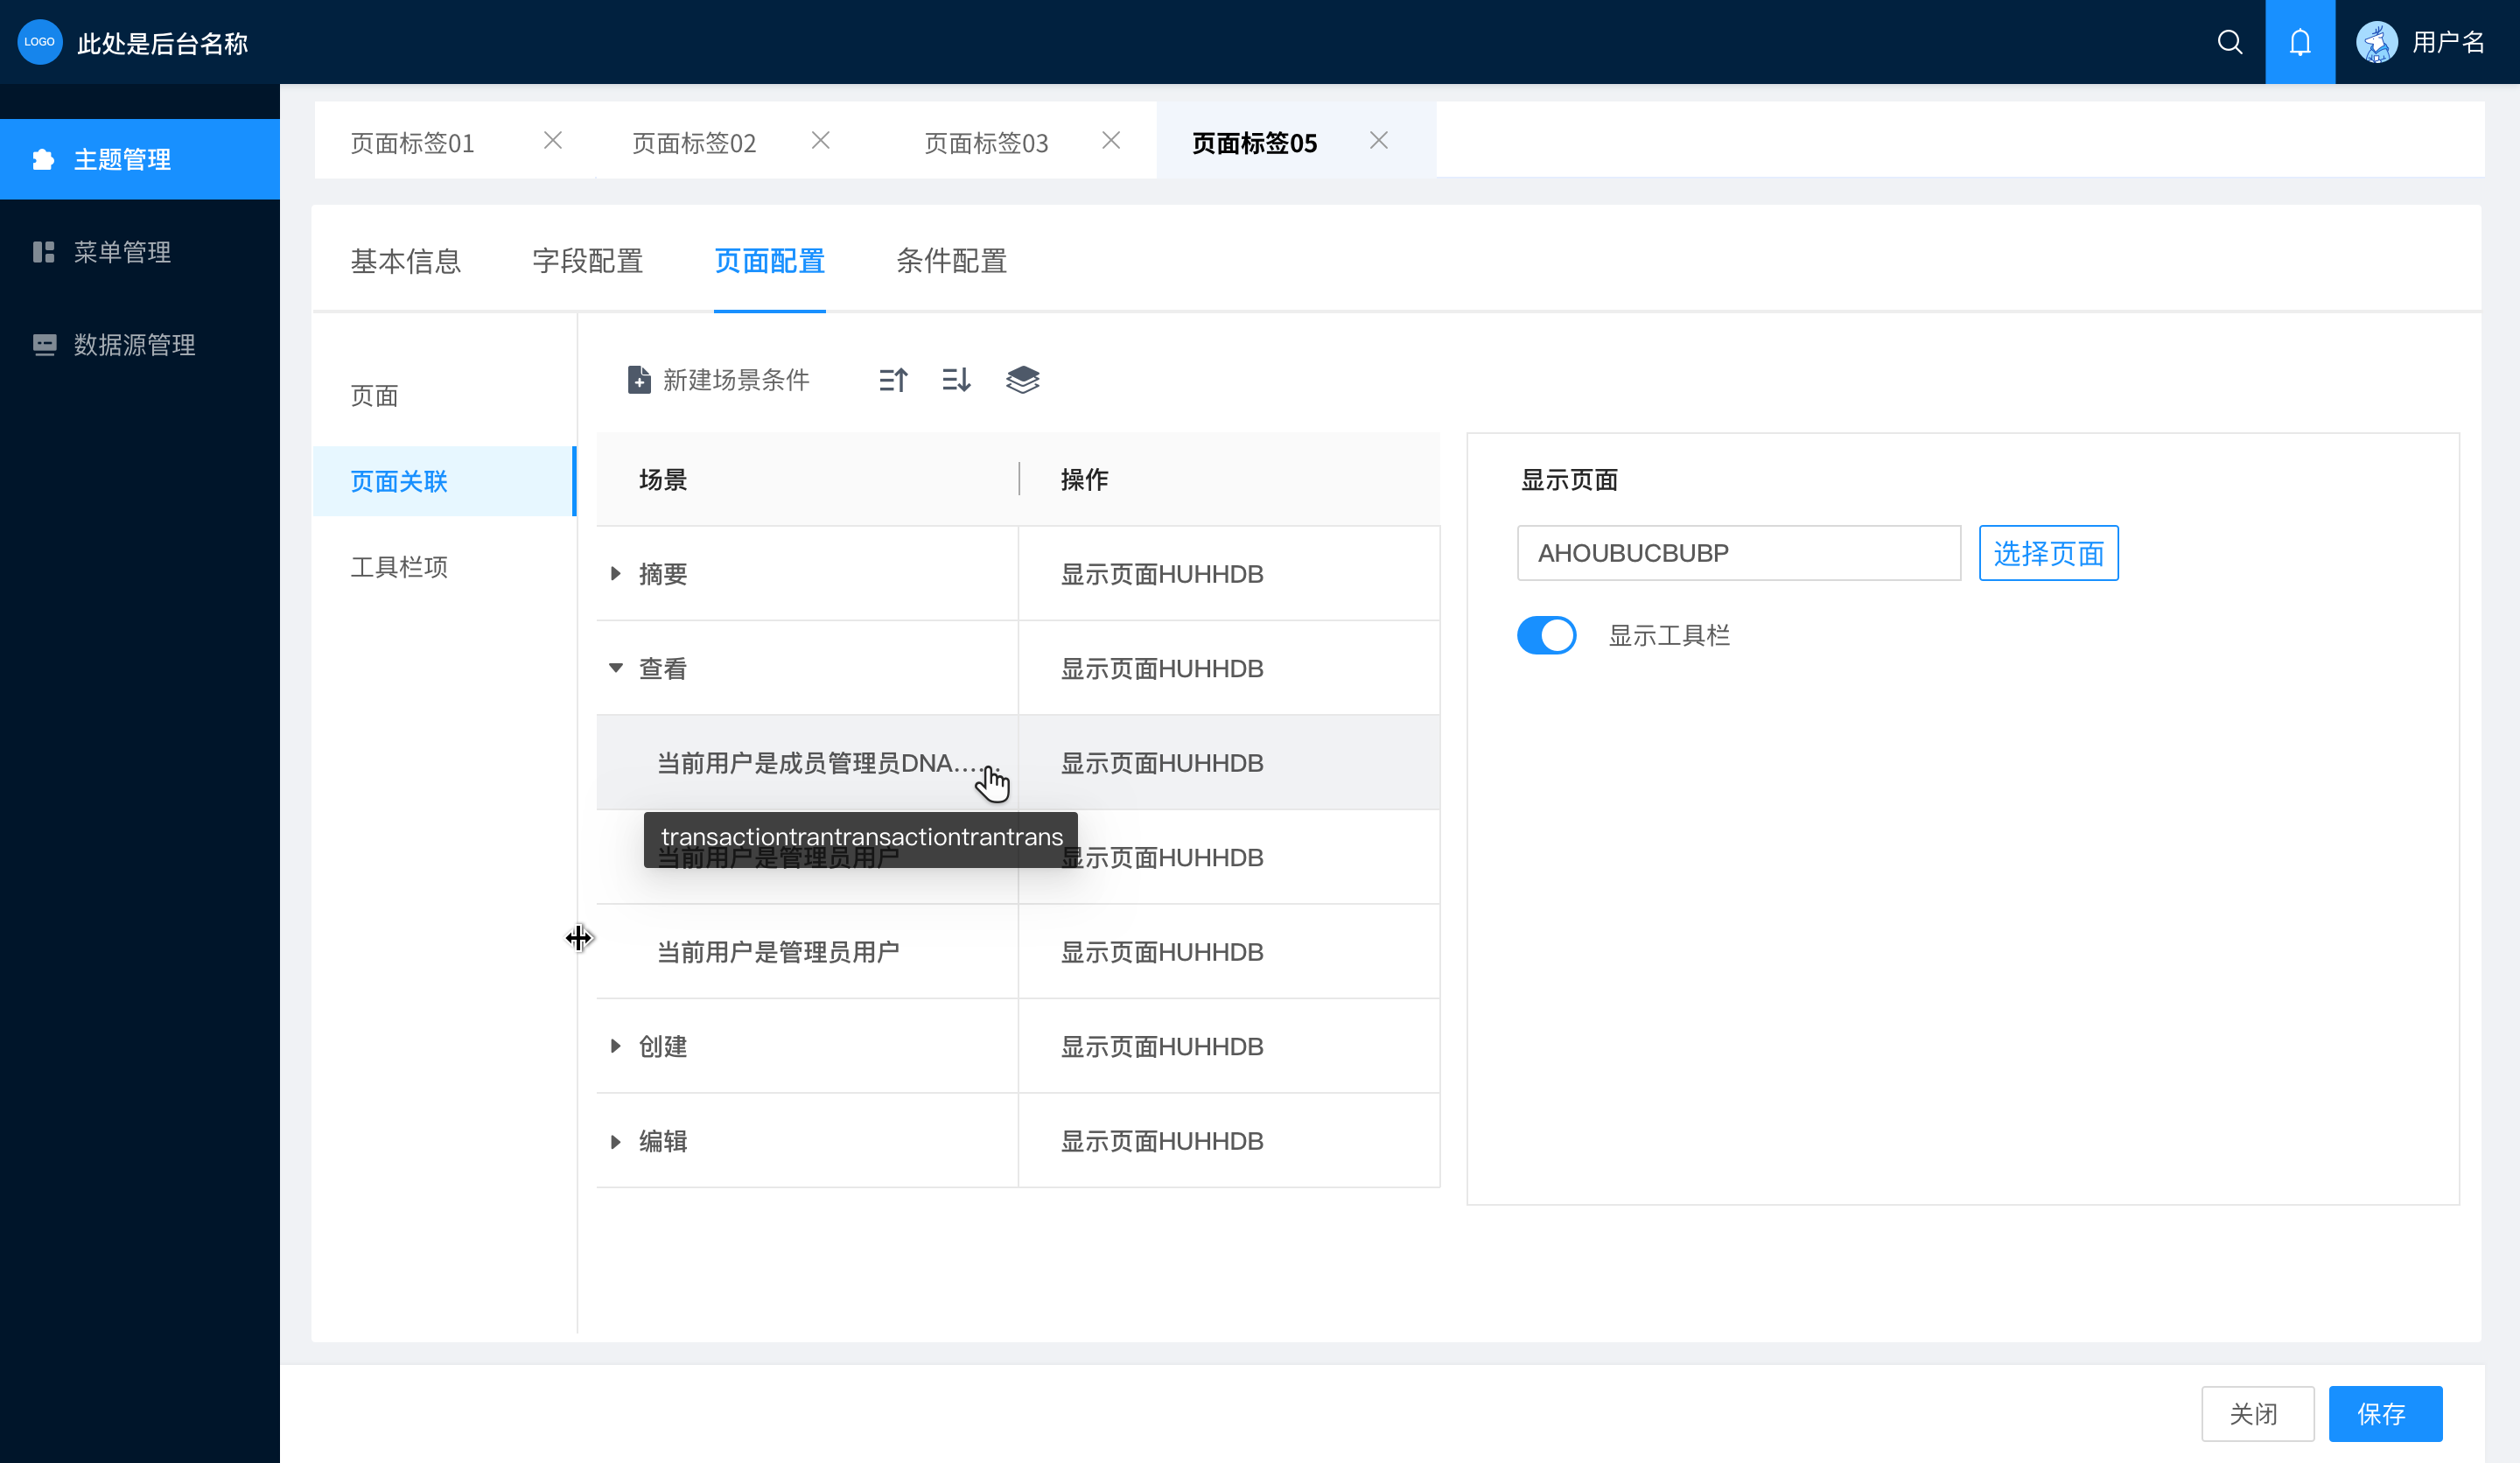 LOGO 此处是后台名称
用户名
主题管理
菜单管理
数据源管理
页面标签01 页面标签02 页面标签03 页面标签05
基本信息 字段配置 页面配置 条件配置
页面
页面关联
工具栏项
新建场景条件
场景 操作
摘要 显示页面HUHHDB
查看 显示页面HUHHDB
当前用户是成员管理员DNA...... 显示页面HUHHDB
transactiontrantransactiontrantrans
当前用户是管理员用户 显示页面HUHHDB
当前用户是管理员用户 显示页面HUHHDB
创建 显示页面HUHHDB
编辑 显示页面HUHHDB
显示页面
AHOUBUCBUBP 选择页面
显示工具栏
关闭 保存